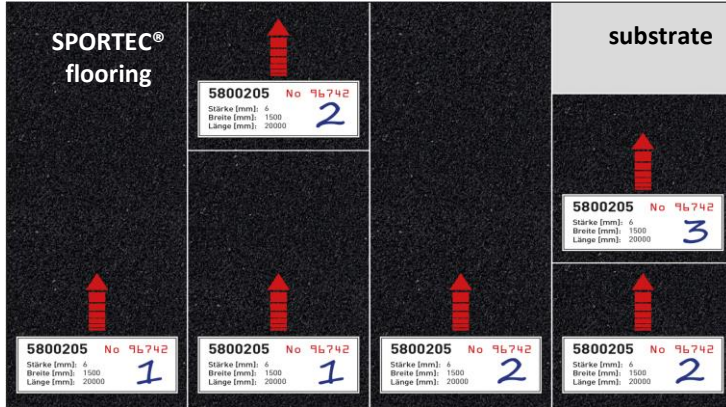 SPORTEC®
flooring
5800205 No 96742
Stärke [mm]: 6
Breite [mm]: 1500
Länge [mm]: 20000
2
substrate
5800205 No 96742
Stärke [mm]: 6
Breite [mm]: 1500
Länge [mm]: 20000
3
5800205 No 96742
Stärke [mm]: 6
Breite [mm]: 1500
Länge [mm]: 20000
1
5800205 No 96742
Stärke [mm]: 6
Breite [mm]: 1500
Länge [mm]: 20000
1
5800205 No 96742
Stärke [mm]: 6
Breite [mm]: 1500
Länge [mm]: 20000
2
5800205 No 96742
Stärke [mm]: 6
Breite [mm]: 1500
Länge [mm]: 20000
2